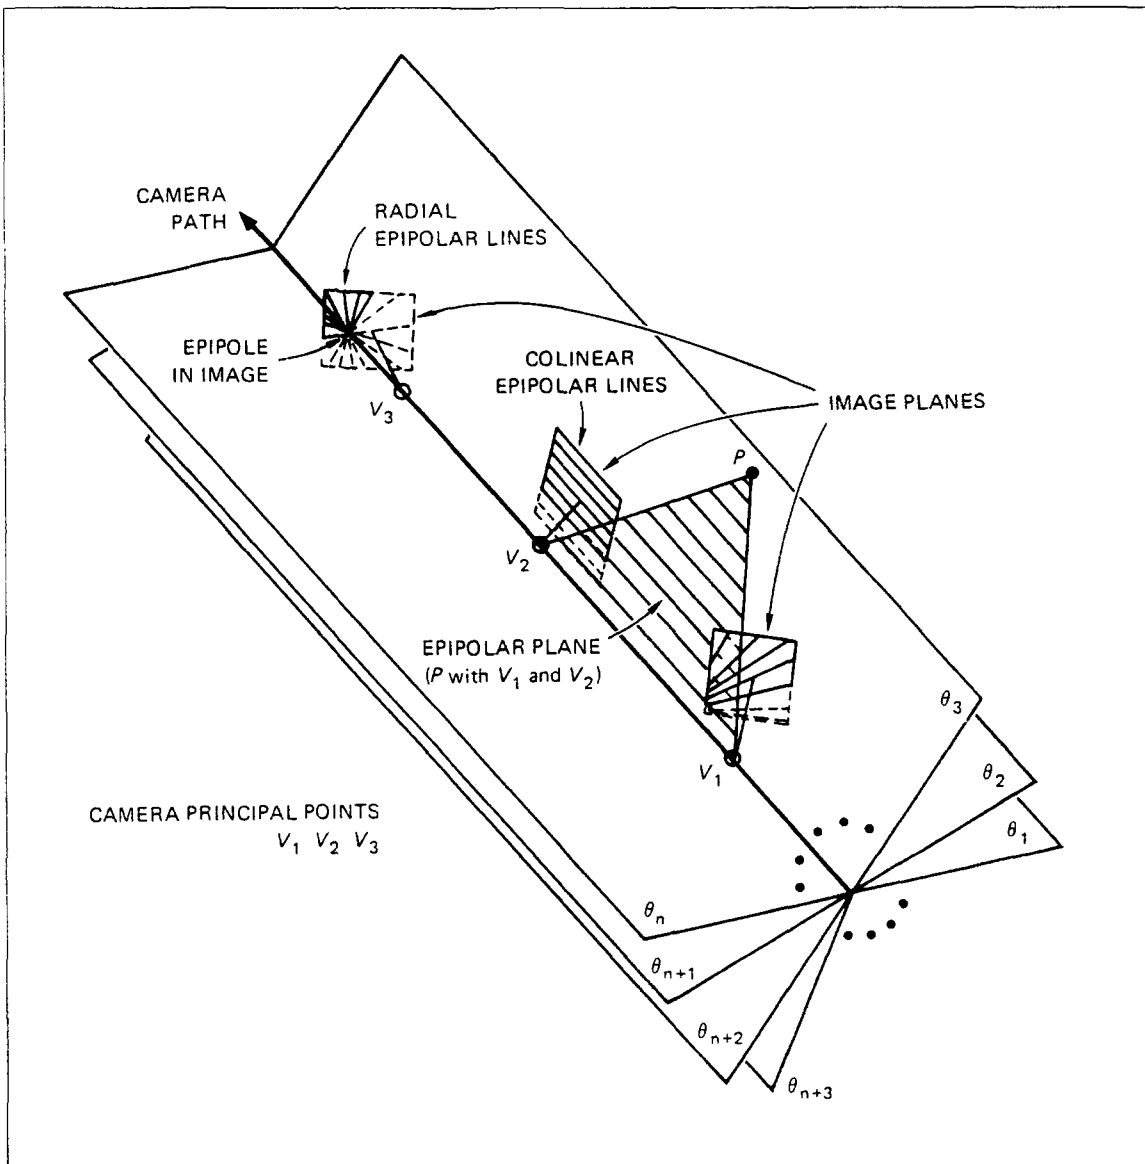 CAMERA
PATH
RADIAL
EPIPOLAR LINES
EPIPOLE
IN IMAGE
V3
COLINEAR
EPIPOLAR LINES
IMAGE PLANES
P
V2
EPIPOLAR PLANE
(P with V1 and V2)
V1
θ3
θ2
θ1
CAMERA PRINCIPAL POINTS
V1 V2 V3
θn
θn+1
θn+2
θn+3